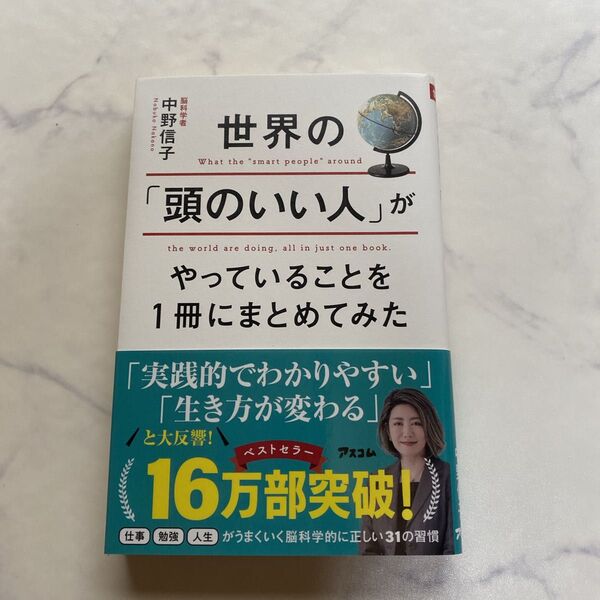 脳科学者
中野信子
Nobuko Nakano
世界の
What the "smart people" around
「頭のいい人」が
the world are doing, all in just one book.
やっていることを
1冊にまとめてみた
「実践的でわかりやすい」
「生き方が変わる」
と大反響!
ベストセラー
アスコム
16万部突破!
仕事 勉強 人生 がうまくいく脳科学的に正しい31の習慣